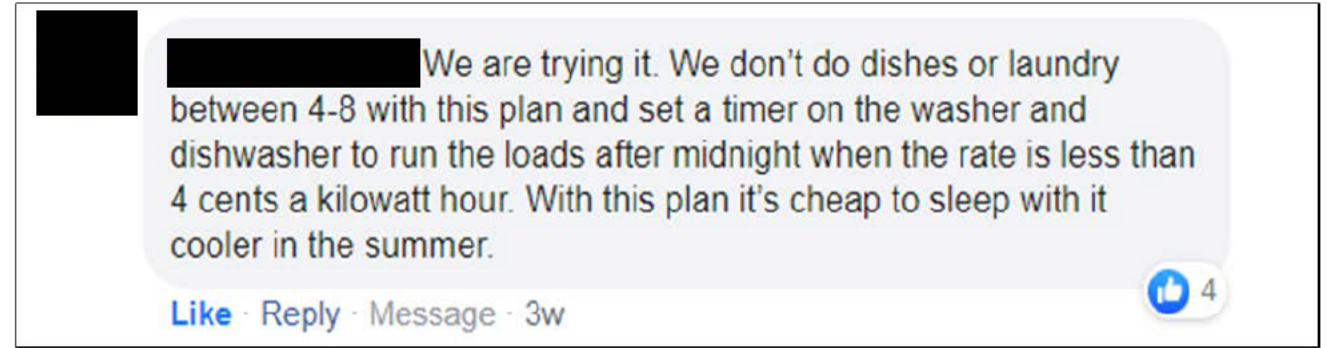 We are trying it. We don't do dishes or laundry
between 4-8 with this plan and set a timer on the washer and
dishwasher to run the loads after midnight when the rate is less than
4 cents a kilowatt hour. With this plan it's cheap to sleep with it
cooler in the summer.
4
Like · Reply · Message · 3w